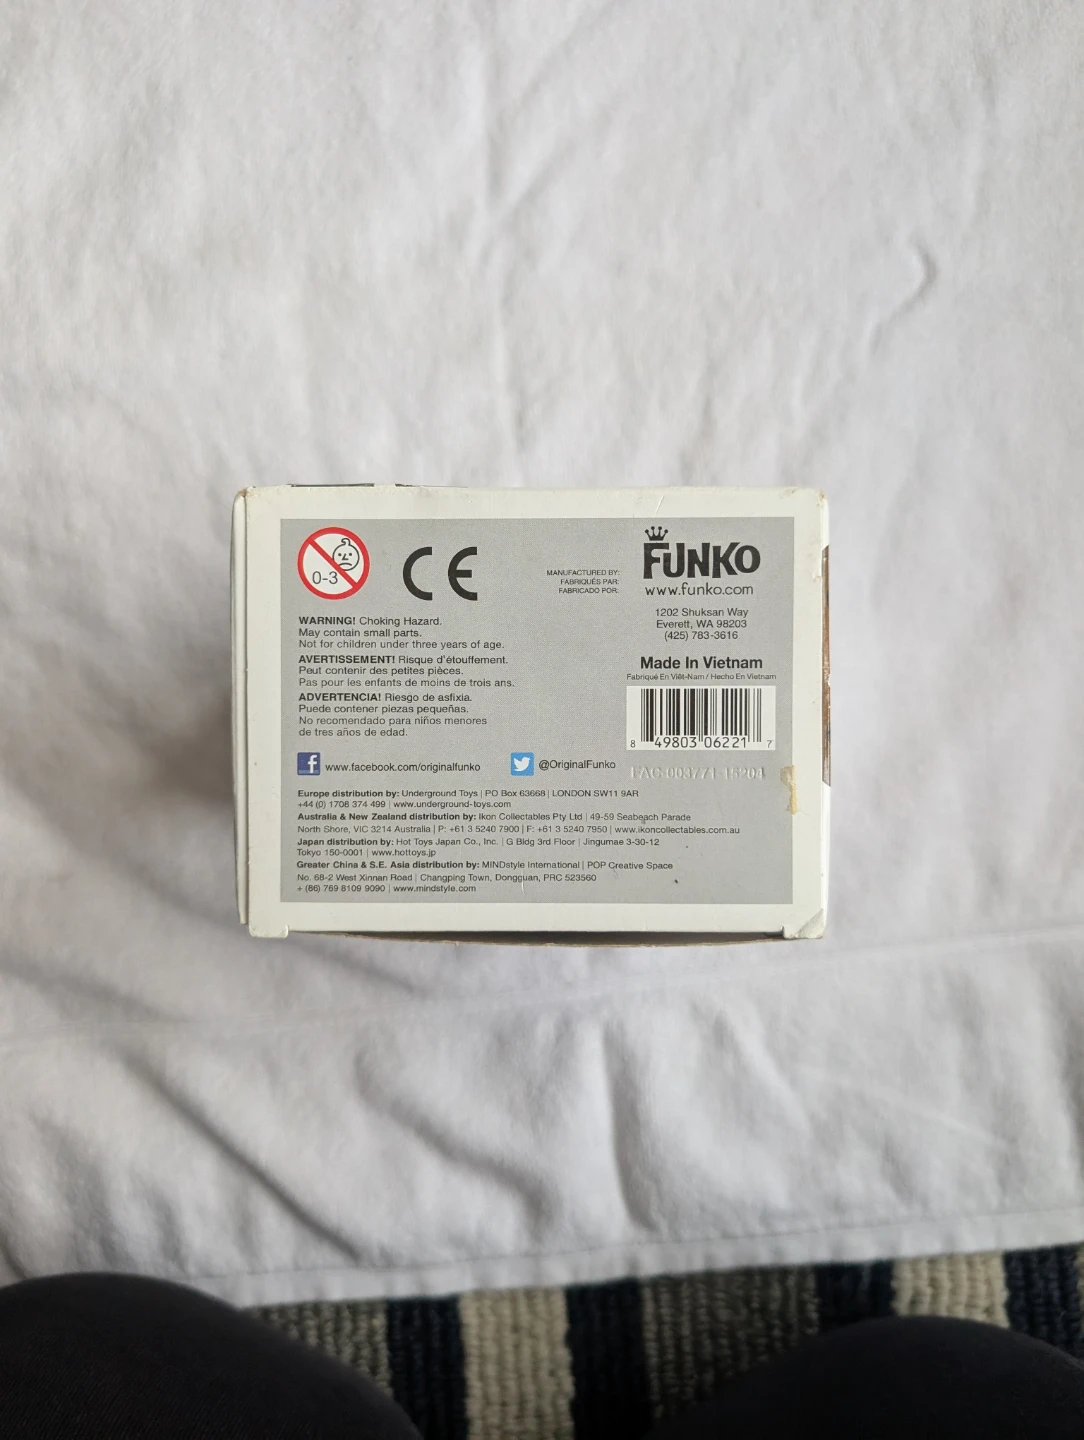 0-3
CE
MANUFACTURED BY:
FABRIQUÉS PAR:
FABRICADO POR:
FUNKO
www.funko.com
1202 Shuksan Way
Everett, WA 98203
(425) 783-3616
WARNING! Choking Hazard.
May contain small parts.
Not for children under three years of age.
AVERTISSEMENT! Risque d'étouffement.
Peut contenir des petites pièces.
Pas pour les enfants de moins de trois ans.
ADVERTENCIA! Riesgo de asfixia.
Puede contener piezas pequeñas.
No recomendado para niños menores
de tres años de edad.
Made In Vietnam
Fabriqué En Viêt-Nam / Hecho En Vietnam
8 49803 06221 7
f www.facebook.com/originalfunko
@OriginalFunko
FAC-003771-15204
Europe distribution by: Underground Toys | PO Box 63668 | LONDON SW11 9AR
+44 (0) 1708 374 499 | www.underground-toys.com
Australia & New Zealand distribution by: Ikon Collectables Pty Ltd | 49-59 Seabeach Parade
North Shore, VIC 3214 Australia | P: +61 3 5240 7900 | F: +61 3 5240 7950 | www.ikoncollectables.com.au
Japan distribution by: Hot Toys Japan Co., Inc. | G Bldg 3rd Floor | Jingumae 3-30-12
Tokyo 150-0001 | www.hottoys.jp
Greater China & S.E. Asia distribution by: MINDstyle International | POP Creative Space
No. 68-2 West Xinnan Road | Changping Town, Dongguan, PRC 523560
+ (86) 769 8109 9090 | www.mindstyle.com